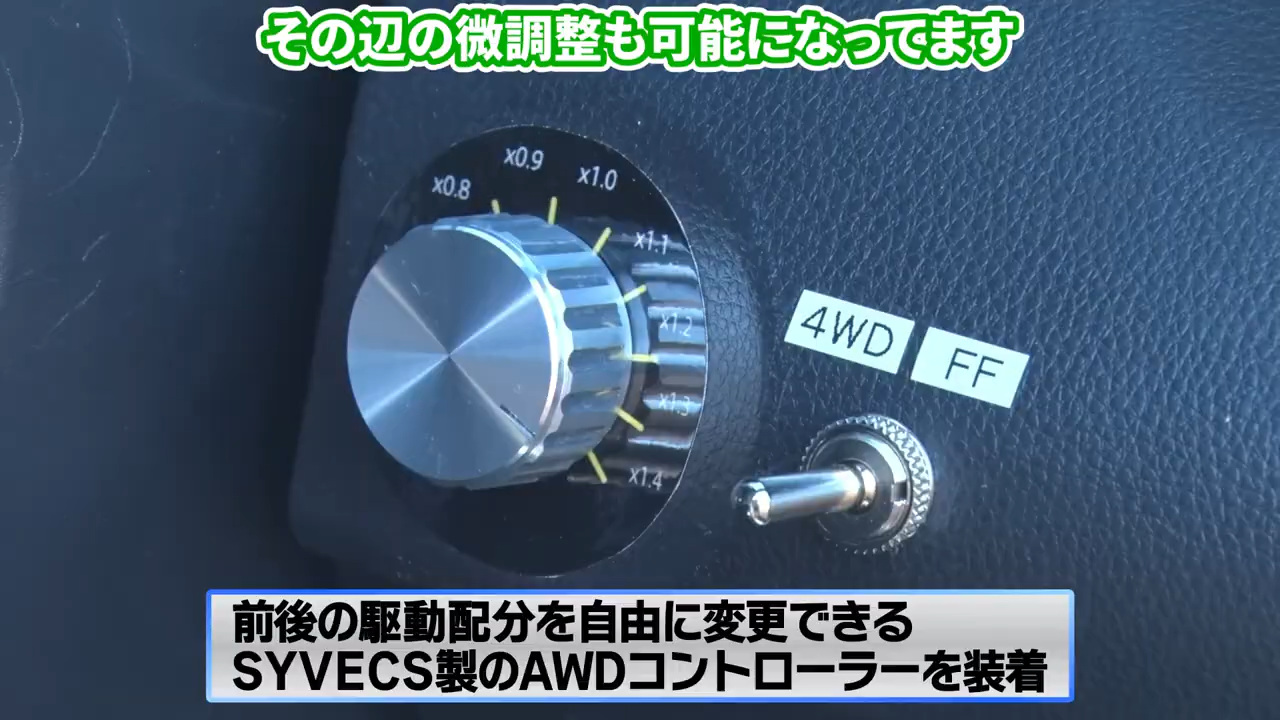 その辺の微調整も可能になってます
x0.8
x0.9
x1.0
x1.1
x1.2
x1.3
x1.4
4WD
FF
前後の駆動配分を自由に変更できる
SYVECS製のAWDコントローラーを装着